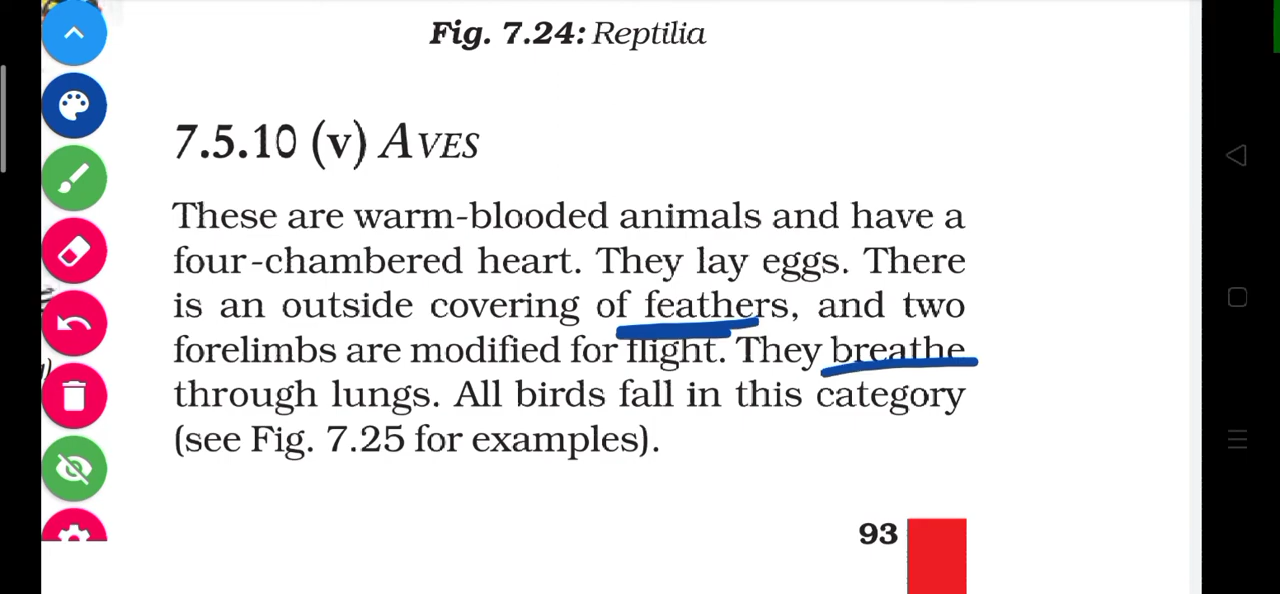 Fig. 7.24: Reptilia
7.5.10 (v) AVES
These are warm-blooded animals and have a
four-chambered heart. They lay eggs. There
is an outside covering of feathers, and two
forelimbs are modified for flight. They breathe
through lungs. All birds fall in this category
(see Fig. 7.25 for examples).
93